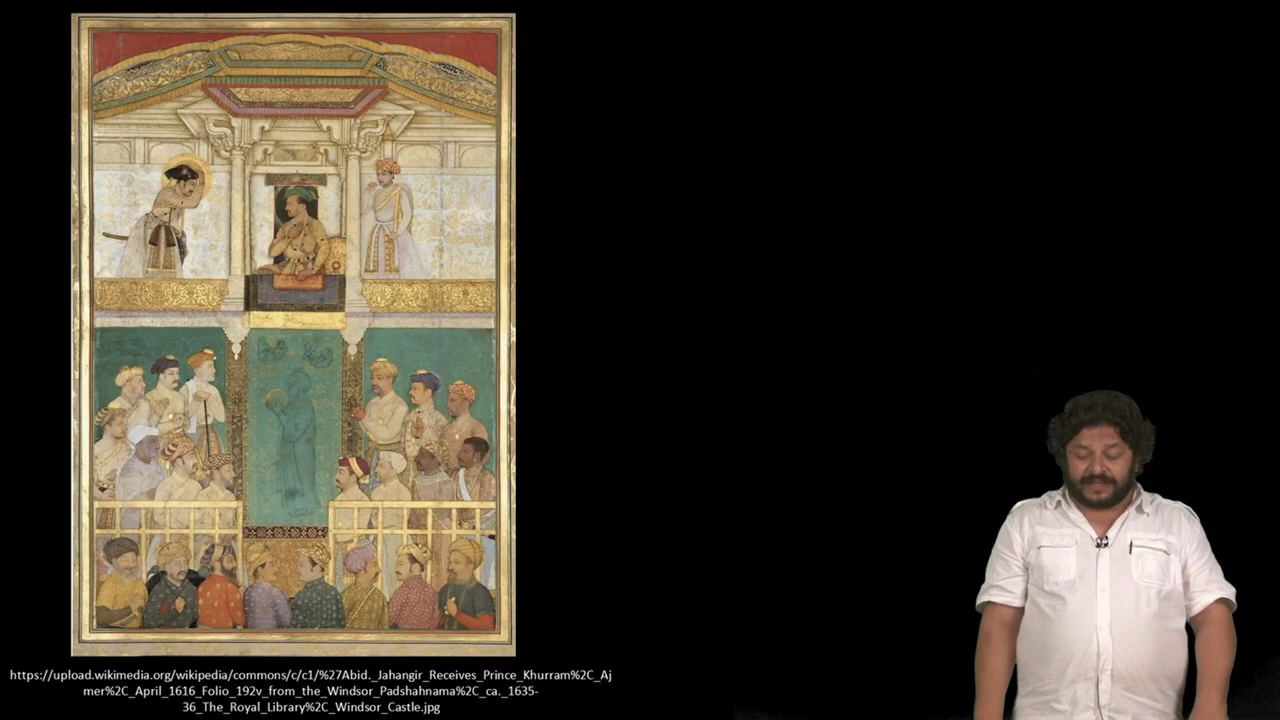 https://upload.wikimedia.org/wikipedia/commons/c/c1/%27Abid._Jahangir_Receives_Prince_Khurram%2C_Aj
mer%2C_April_1616_Folio_192v_from_the_Windsor_Padshahnama%2C_ca._1635-
36_The_Royal_Library%2C_Windsor_Castle.jpg